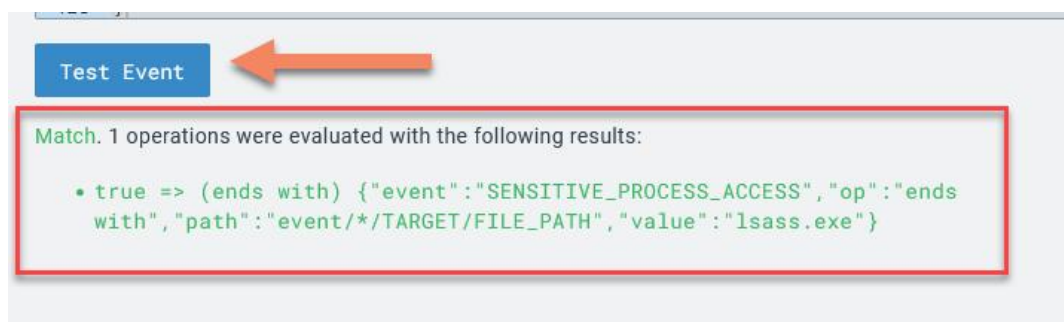 Test Event
Match. 1 operations were evaluated with the following results:
• true => (ends with) {"event":"SENSITIVE_PROCESS_ACCESS","op":"ends
with","path":"event/*/TARGET/FILE_PATH","value":"lsass.exe"}